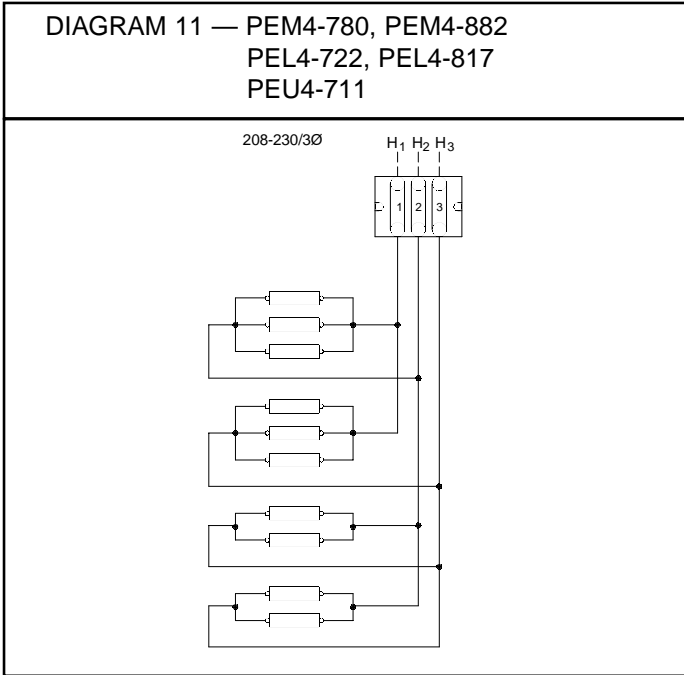 DIAGRAM 11 — PEM4-780, PEM4-882
PEL4-722, PEL4-817
PEU4-711
208-230/3Ø
H1 H2 H3
1 2 3